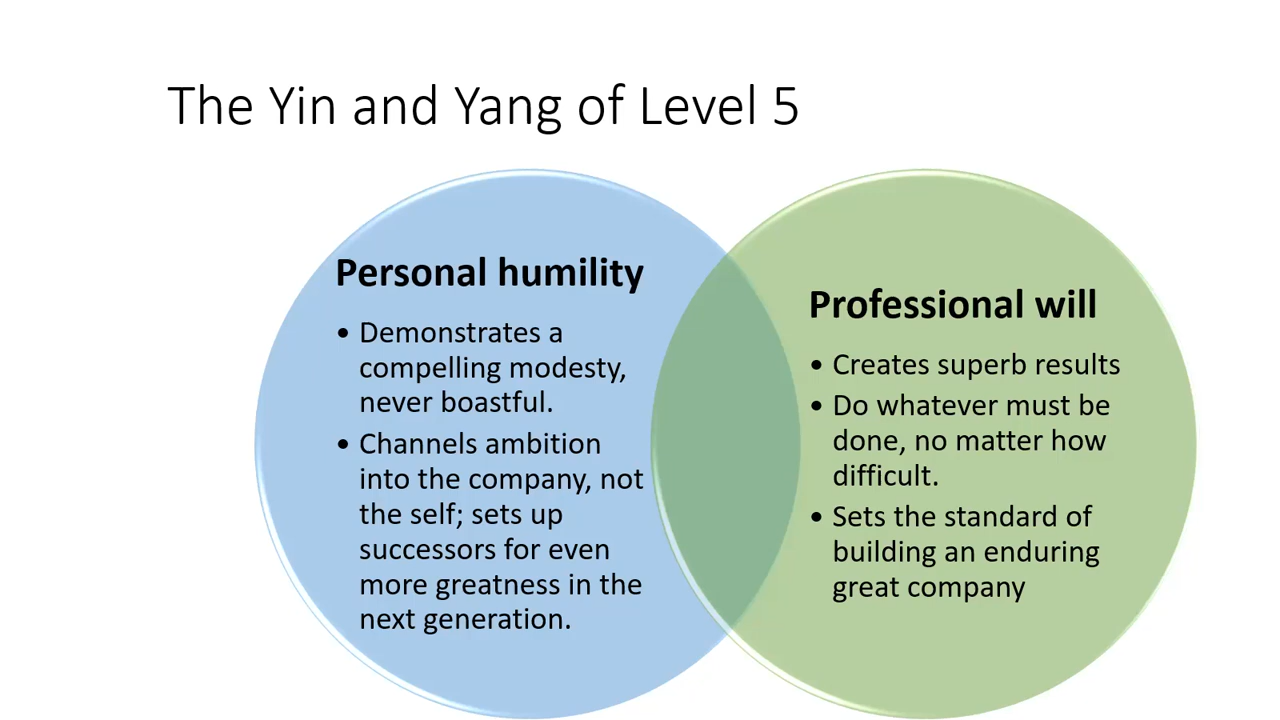 The Yin and Yang of Level 5
Personal humility
• Demonstrates a
compelling modesty,
never boastful.
• Channels ambition
into the company, not
the self; sets up
successors for even
more greatness in the
next generation.
Professional will
• Creates superb results
• Do whatever must be
done, no matter how
difficult.
• Sets the standard of
building an enduring
great company